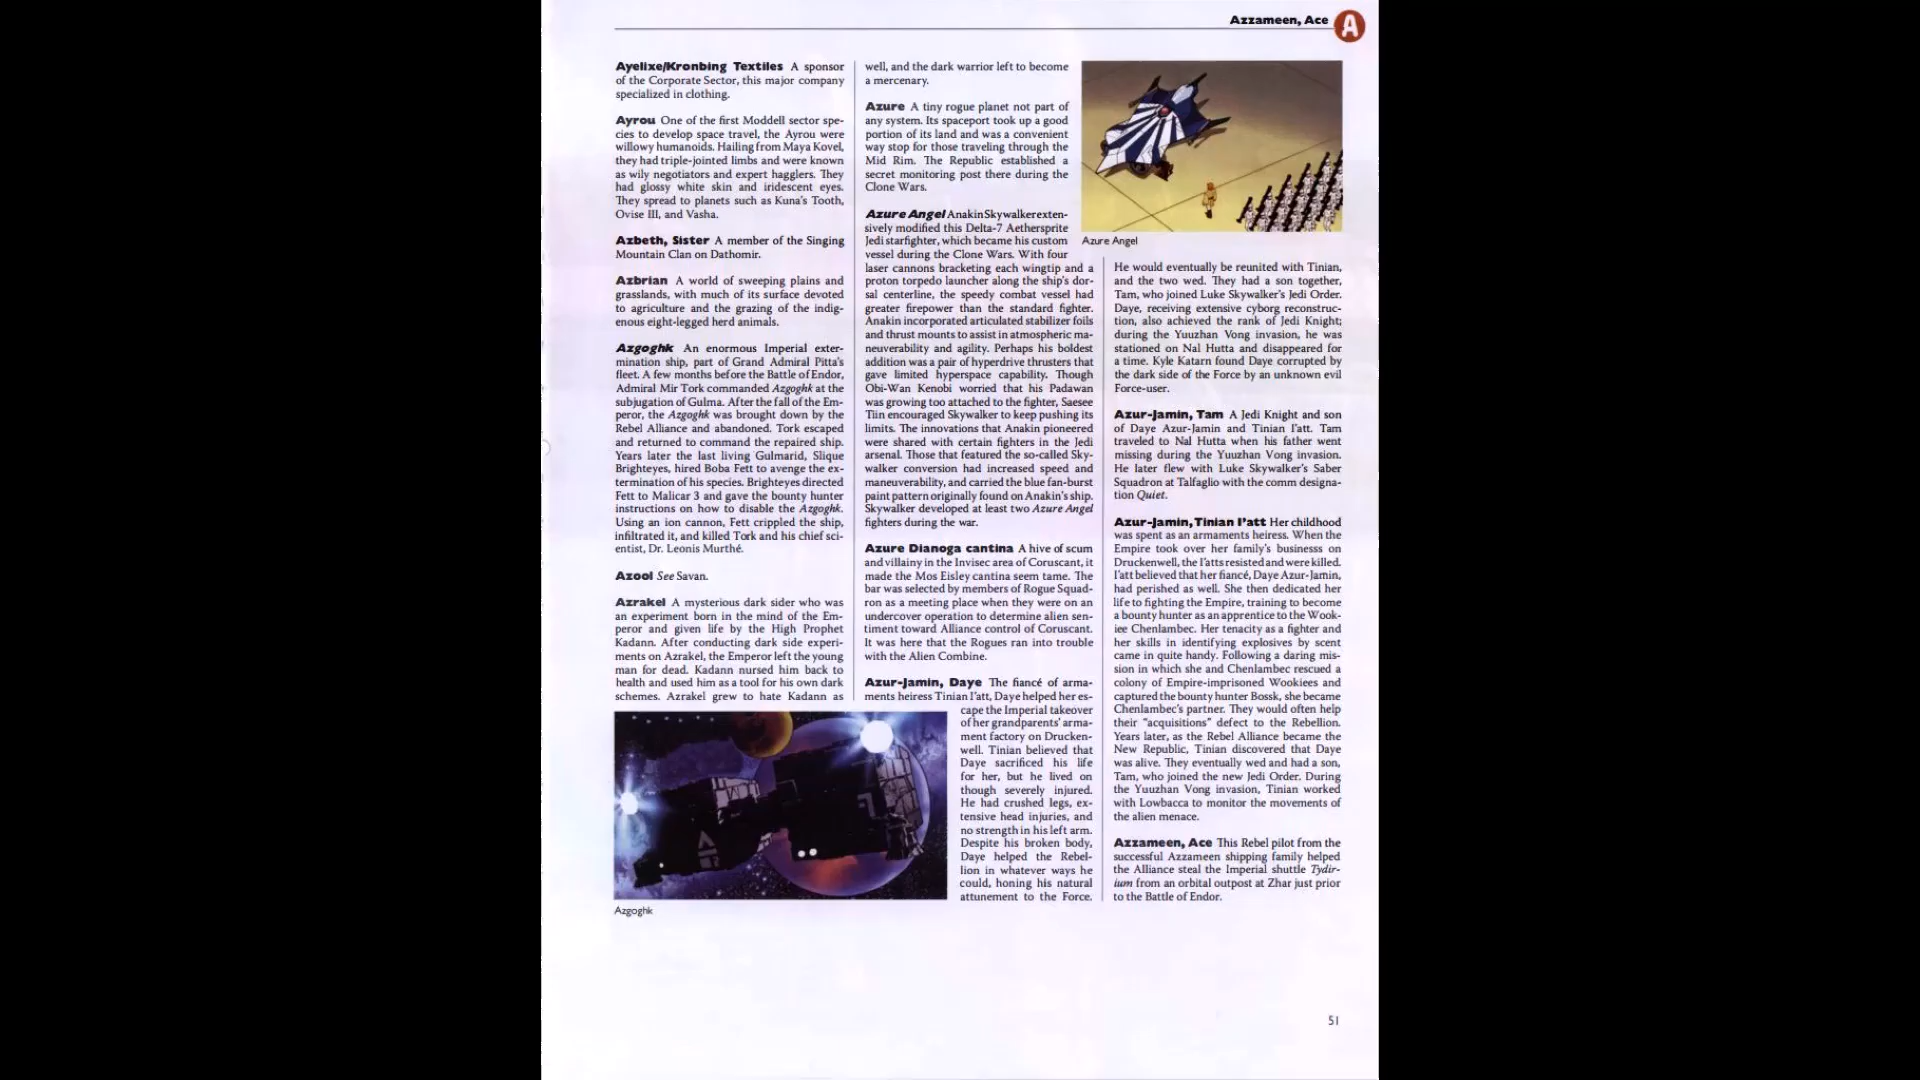 Azzameen, Ace
A
Ayelixe/Kronbing Textiles A sponsor
of the Corporate Sector, this major company
specialized in clothing.
Ayrou One of the first Moddell sector spe-
cies to develop space travel, the Ayrou were
willowy humanoids. Hailing from Maya Kovel,
they had triple-jointed limbs and were known
as wily negotiators and expert hagglers. They
had glossy white skin and iridescent eyes.
They spread to planets such as Kuna's Tooth,
Ovise III, and Vasha.
Azbeth, Sister A member of the Singing
Mountain Clan on Dathomir.
Azbrian A world of sweeping plains and
grasslands, with much of its surface devoted
to agriculture and the grazing of the indig-
enous eight-legged herd animals.
Azgoghk An enormous Imperial exter-
mination ship, part of Grand Admiral Pitta's
fleet. A few months before the Battle of Endor,
Admiral Mir Tork commanded Azgoghk at the
subjugation of Gulma. After the fall of the Em-
peror, the Azgoghk was brought down by the
Rebel Alliance and abandoned. Tork escaped
and returned to command the repaired ship.
Years later the last living Gulmarid, Slique
Brighteyes, hired Boba Fett to avenge the ex-
termination of his species. Brighteyes directed
Fett to Malicar 3 and gave the bounty hunter
instructions on how to disable the Azgoghk.
Using an ion cannon, Fett crippled the ship,
infiltrated it, and killed Tork and his chief sci-
entist, Dr. Leonis Murthé.
Azool See Savan.
Azrakel A mysterious dark sider who was
an experiment born in the mind of the Em-
peror and given life by the High Prophet
Kadann. After conducting dark side experi-
ments on Azrakel, the Emperor left the young
man for dead. Kadann nursed him back to
health and used him as a tool for his own dark
schemes. Azrakel grew to hate Kadann as
Azgoghk
well, and the dark warrior left to become
a mercenary.
Azure A tiny rogue planet not part of
any system. Its spaceport took up a good
portion of its land and was a convenient
way stop for those traveling through the
Mid Rim. The Republic established a
secret monitoring post there during the
Clone Wars.
Azure Angel Anakin Skywalker exten-
sively modified this Delta-7 Aethersprite
Jedi starfighter, which became his custom
vessel during the Clone Wars. With four
laser cannons bracketing each wingtip and a
proton torpedo launcher along the ship's dor-
sal centerline, the speedy combat vessel had
greater firepower than the standard fighter.
Anakin incorporated articulated stabilizer foils
and thrust mounts to assist in atmospheric ma-
neuverability and agility. Perhaps his boldest
addition was a pair of hyperdrive thrusters that
gave limited hyperspace capability. Though
Obi-Wan Kenobi worried that his Padawan
was growing too attached to the fighter, Saesee
Tiin encouraged Skywalker to keep pushing its
limits. The innovations that Anakin pioneered
were shared with certain fighters in the Jedi
arsenal. Those that featured the so-called Sky-
walker conversion had increased speed and
maneuverability, and carried the blue fan-burst
paint pattern originally found on Anakin's ship.
Skywalker developed at least two Azure Angel
fighters during the war.
Azure Dianoga cantina A hive of scum
and villainy in the Invisec area of Coruscant, it
made the Mos Eisley cantina seem tame. The
bar was selected by members of Rogue Squad-
ron as a meeting place when they were on an
undercover operation to determine alien sen-
timent toward Alliance control of Coruscant.
It was here that the Rogues ran into trouble
with the Alien Combine.
Azur-Jamin, Daye The fiancé of arma-
ments heiress Tinian I'att, Daye helped her es-
cape the Imperial takeover
of her grandparents' arma-
ment factory on Drucken-
well. Tinian believed that
Daye sacrificed his life
for her, but he lived on
though severely injured.
He had crushed legs, ex-
tensive head injuries, and
no strength in his left arm.
Despite his broken body,
Daye helped the Rebel-
lion in whatever ways he
could, honing his natural
attunement to the Force.
Azure Angel
He would eventually be reunited with Tinian,
and the two wed. They had a son together,
Tam, who joined Luke Skywalker's Jedi Order.
Daye, receiving extensive cyborg reconstruc-
tion, also achieved the rank of Jedi Knight;
during the Yuuzhan Vong invasion, he was
stationed on Nal Hutta and disappeared for
a time. Kyle Katarn found Daye corrupted by
the dark side of the Force by an unknown evil
Force-user.
Azur-Jamin, Tam A Jedi Knight and son
of Daye Azur-Jamin and Tinian I'att. Tam
traveled to Nal Hutta when his father went
missing during the Yuuzhan Vong invasion.
He later flew with Luke Skywalker's Saber
Squadron at Talfaglio with the comm designa-
tion Quiet.
Azur-Jamin, Tinian I'att Her childhood
was spent as an armaments heiress. When the
Empire took over her family's businesss on
Druckenwell, the I'atts resisted and were killed.
I'att believed that her fiancé, Daye Azur-Jamin,
had perished as well. She then dedicated her
life to fighting the Empire, training to become
a bounty hunter as an apprentice to the Wook-
iee Chenlambec. Her tenacity as a fighter and
her skills in identifying explosives by scent
came in quite handy. Following a daring mis-
sion in which she and Chenlambec rescued a
colony of Empire-imprisoned Wookiees and
captured the bounty hunter Bossk, she became
Chenlambec's partner. They would often help
their "acquisitions" defect to the Rebellion.
Years later, as the Rebel Alliance became the
New Republic, Tinian discovered that Daye
was alive. They eventually wed and had a son,
Tam, who joined the new Jedi Order. During
the Yuuzhan Vong invasion, Tinian worked
with Lowbacca to monitor the movements of
the alien menace.
Azzameen, Ace This Rebel pilot from the
successful Azzameen shipping family helped
the Alliance steal the Imperial shuttle Tydir-
ium from an orbital outpost at Zhar just prior
to the Battle of Endor.
51